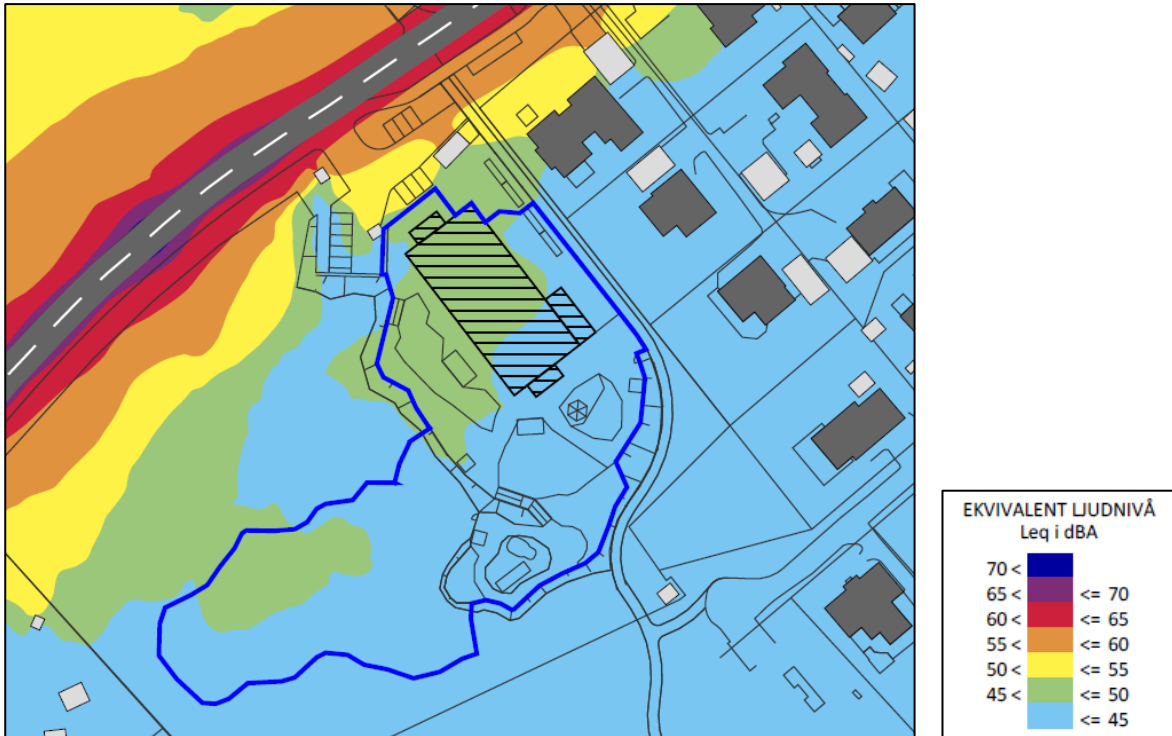 EKVIVALENT LJUDNIVÅ
Leq i dBA
70 <
65 < <= 70
60 < <= 65
55 < <= 60
50 < <= 55
45 < <= 50
<= 45